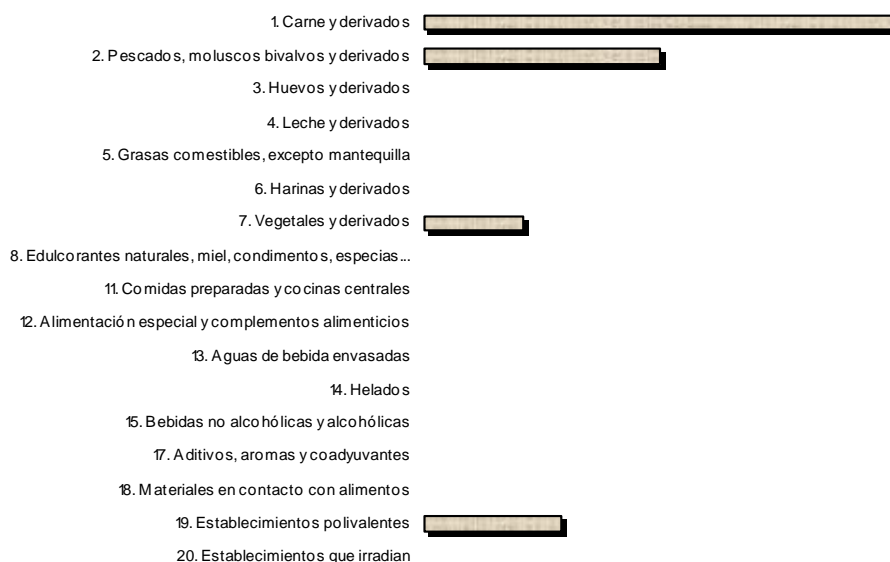 1. Carne y derivados
2. Pescados, moluscos bivalvos y derivados
3. Huevos y derivados
4. Leche y derivados
5. Grasas comestibles, excepto mantequilla
6. Harinas y derivados
7. Vegetales y derivados
8. Edulcorantes naturales, miel, condimentos, especias...
11. Comidas preparadas y cocinas centrales
12. Alimentación especial y complementos alimenticios
13. Aguas de bebida envasadas
14. Helados
15. Bebidas no alcohólicas y alcohólicas
17. Aditivos, aromas y coadyuvantes
18. Materiales en contacto con alimentos
19. Establecimientos polivalentes
20. Establecimientos que irradian